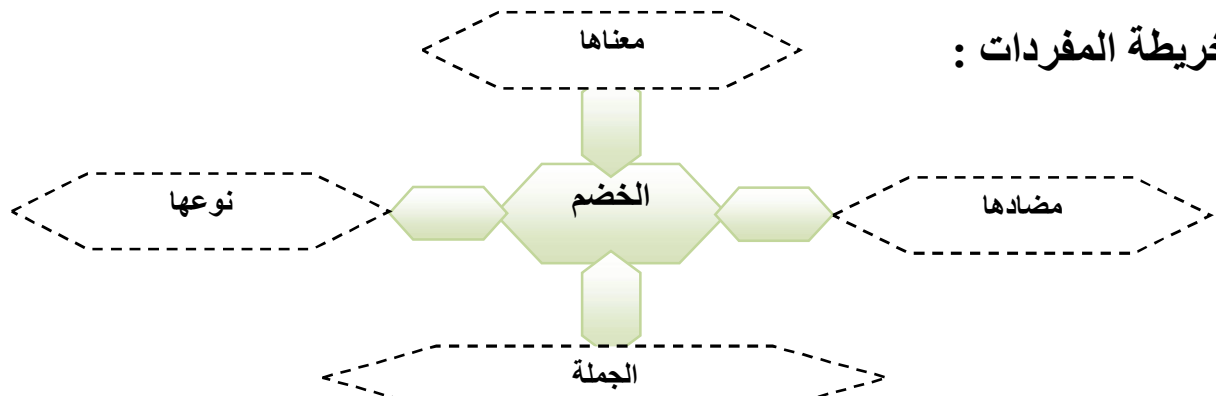 معناها
خريطة المفردات :
الخضم
مضادها
نوعها
الجملة